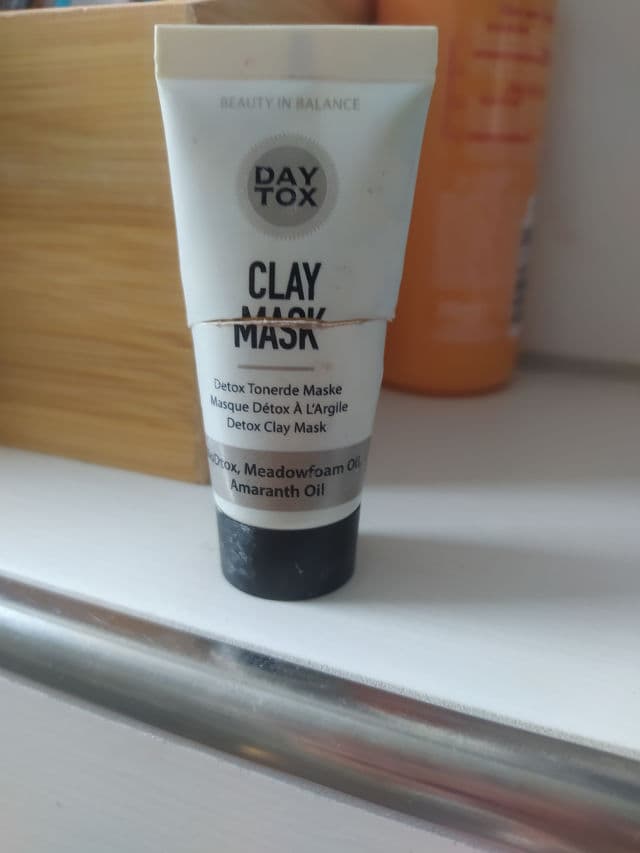 BEAUTY IN BALANCE
DAY
TOX
CLAY
MASK
Detox Tonerde Maske
Masque Détox À L'Argile
Detox Clay Mask
Meadowfoam Oil,
Amaranth Oil